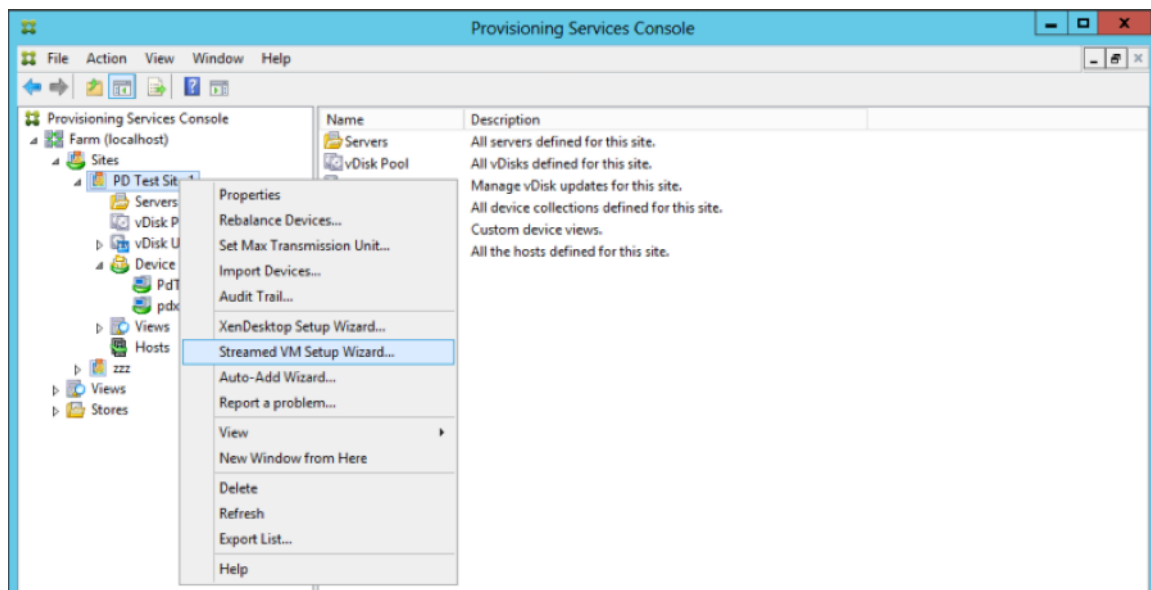 Provisioning Services Console
File Action View Window Help
Provisioning Services Console
Farm (localhost)
Sites
PD Test Site 1
Servers
vDisk P
vDisk U
Device
PdT
pdx
Views
Hosts
zzz
Views
Stores
Properties
Rebalance Devices...
Set Max Transmission Unit...
Import Devices...
Audit Trail...
XenDesktop Setup Wizard...
Streamed VM Setup Wizard...
Auto-Add Wizard...
Report a problem...
View
New Window from Here
Delete
Refresh
Export List...
Help
Name Description
Servers All servers defined for this site.
vDisk Pool All vDisks defined for this site.
Manage vDisk updates for this site.
All device collections defined for this site.
Custom device views.
All the hosts defined for this site.